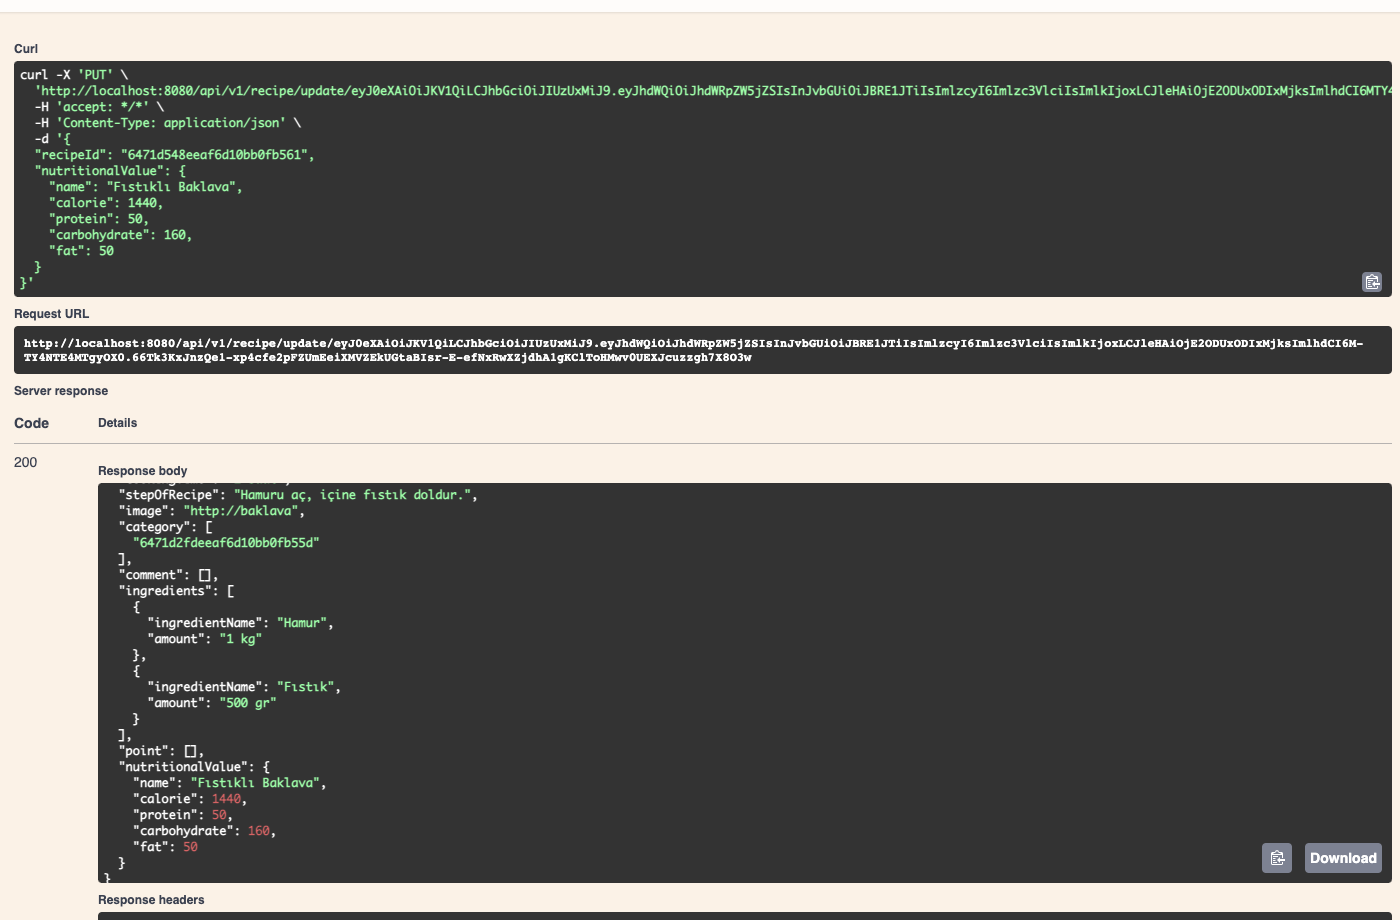 Curl
curl -X 'PUT' \
'http://localhost:8080/api/v1/recipe/update/eyJ0eXAiOiJKV1QiLCJhbGciOiJIUzUxMiJ9.eyJhdWQiOiJhdWRpZW5jZSIsInJvbGUiOiJBRE1JTiIsImlzcyI6Imlzc3VlciIsImlkIjoxLCJleHAiOjE2ODUxODIxMjksImlhdCI6MTY4
-H 'accept: */*' \
-H 'Content-Type: application/json' \
-d '{
"recipeId": "6471d548eeaf6d10bb0fb561",
"nutritionalValue": {
"name": "Fıstıklı Baklava",
"calorie": 1440,
"protein": 50,
"carbohydrate": 160,
"fat": 50
}
}'
Request URL
http://localhost:8080/api/v1/recipe/update/eyJ0eXAiOiJKV1QiLCJhbGciOiJIUzUxMiJ9.eyJhdWQiOiJhdWRpZW5jZSIsInJvbGUiOiJBRE1JTiIsImlzcyI6Imlzc3VlciIsImlkIjoxLCJleHAiOjE2ODUxODIxMjksImlhdCI6M-
TY4NTE4MTgyOX0.66Tk3KxJnzQe1-xp4cfe2pFZUmEeiXMVZEkUGtaBIsr-E-efNxRwXZjdhA1gKClToHMwvOUEXJcuzzgh7X8O3w
Server response
Code Details
200
Response body
"stepOfRecipe": "Hamuru aç, içine fıstık doldur.",
"image": "http://baklava",
"category": [
"6471d2fdeeaf6d10bb0fb55d"
],
"comment": [],
"ingredients": [
{
"ingredientName": "Hamur",
"amount": "1 kg"
},
{
"ingredientName": "Fıstık",
"amount": "500 gr"
}
],
"point": [],
"nutritionalValue": {
"name": "Fıstıklı Baklava",
"calorie": 1440,
"protein": 50,
"carbohydrate": 160,
"fat": 50
}
}
Download
Response headers